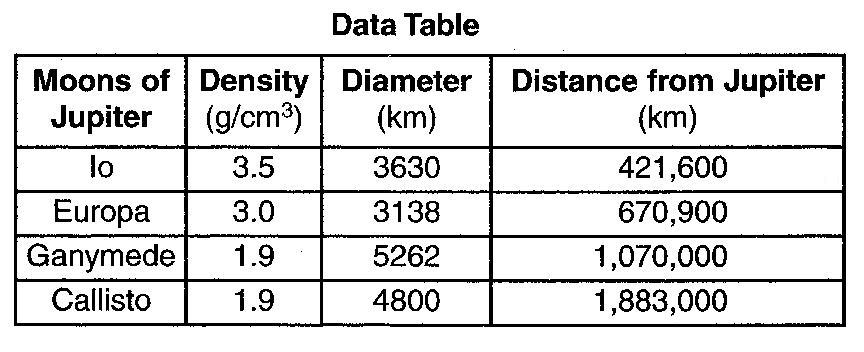 Data Table
Moons of Jupiter Density (g/cm³) Diameter (km) Distance from Jupiter (km)
Io 3.5 3630 421,600
Europa 3.0 3138 670,900
Ganymede 1.9 5262 1,070,000
Callisto 1.9 4800 1,883,000